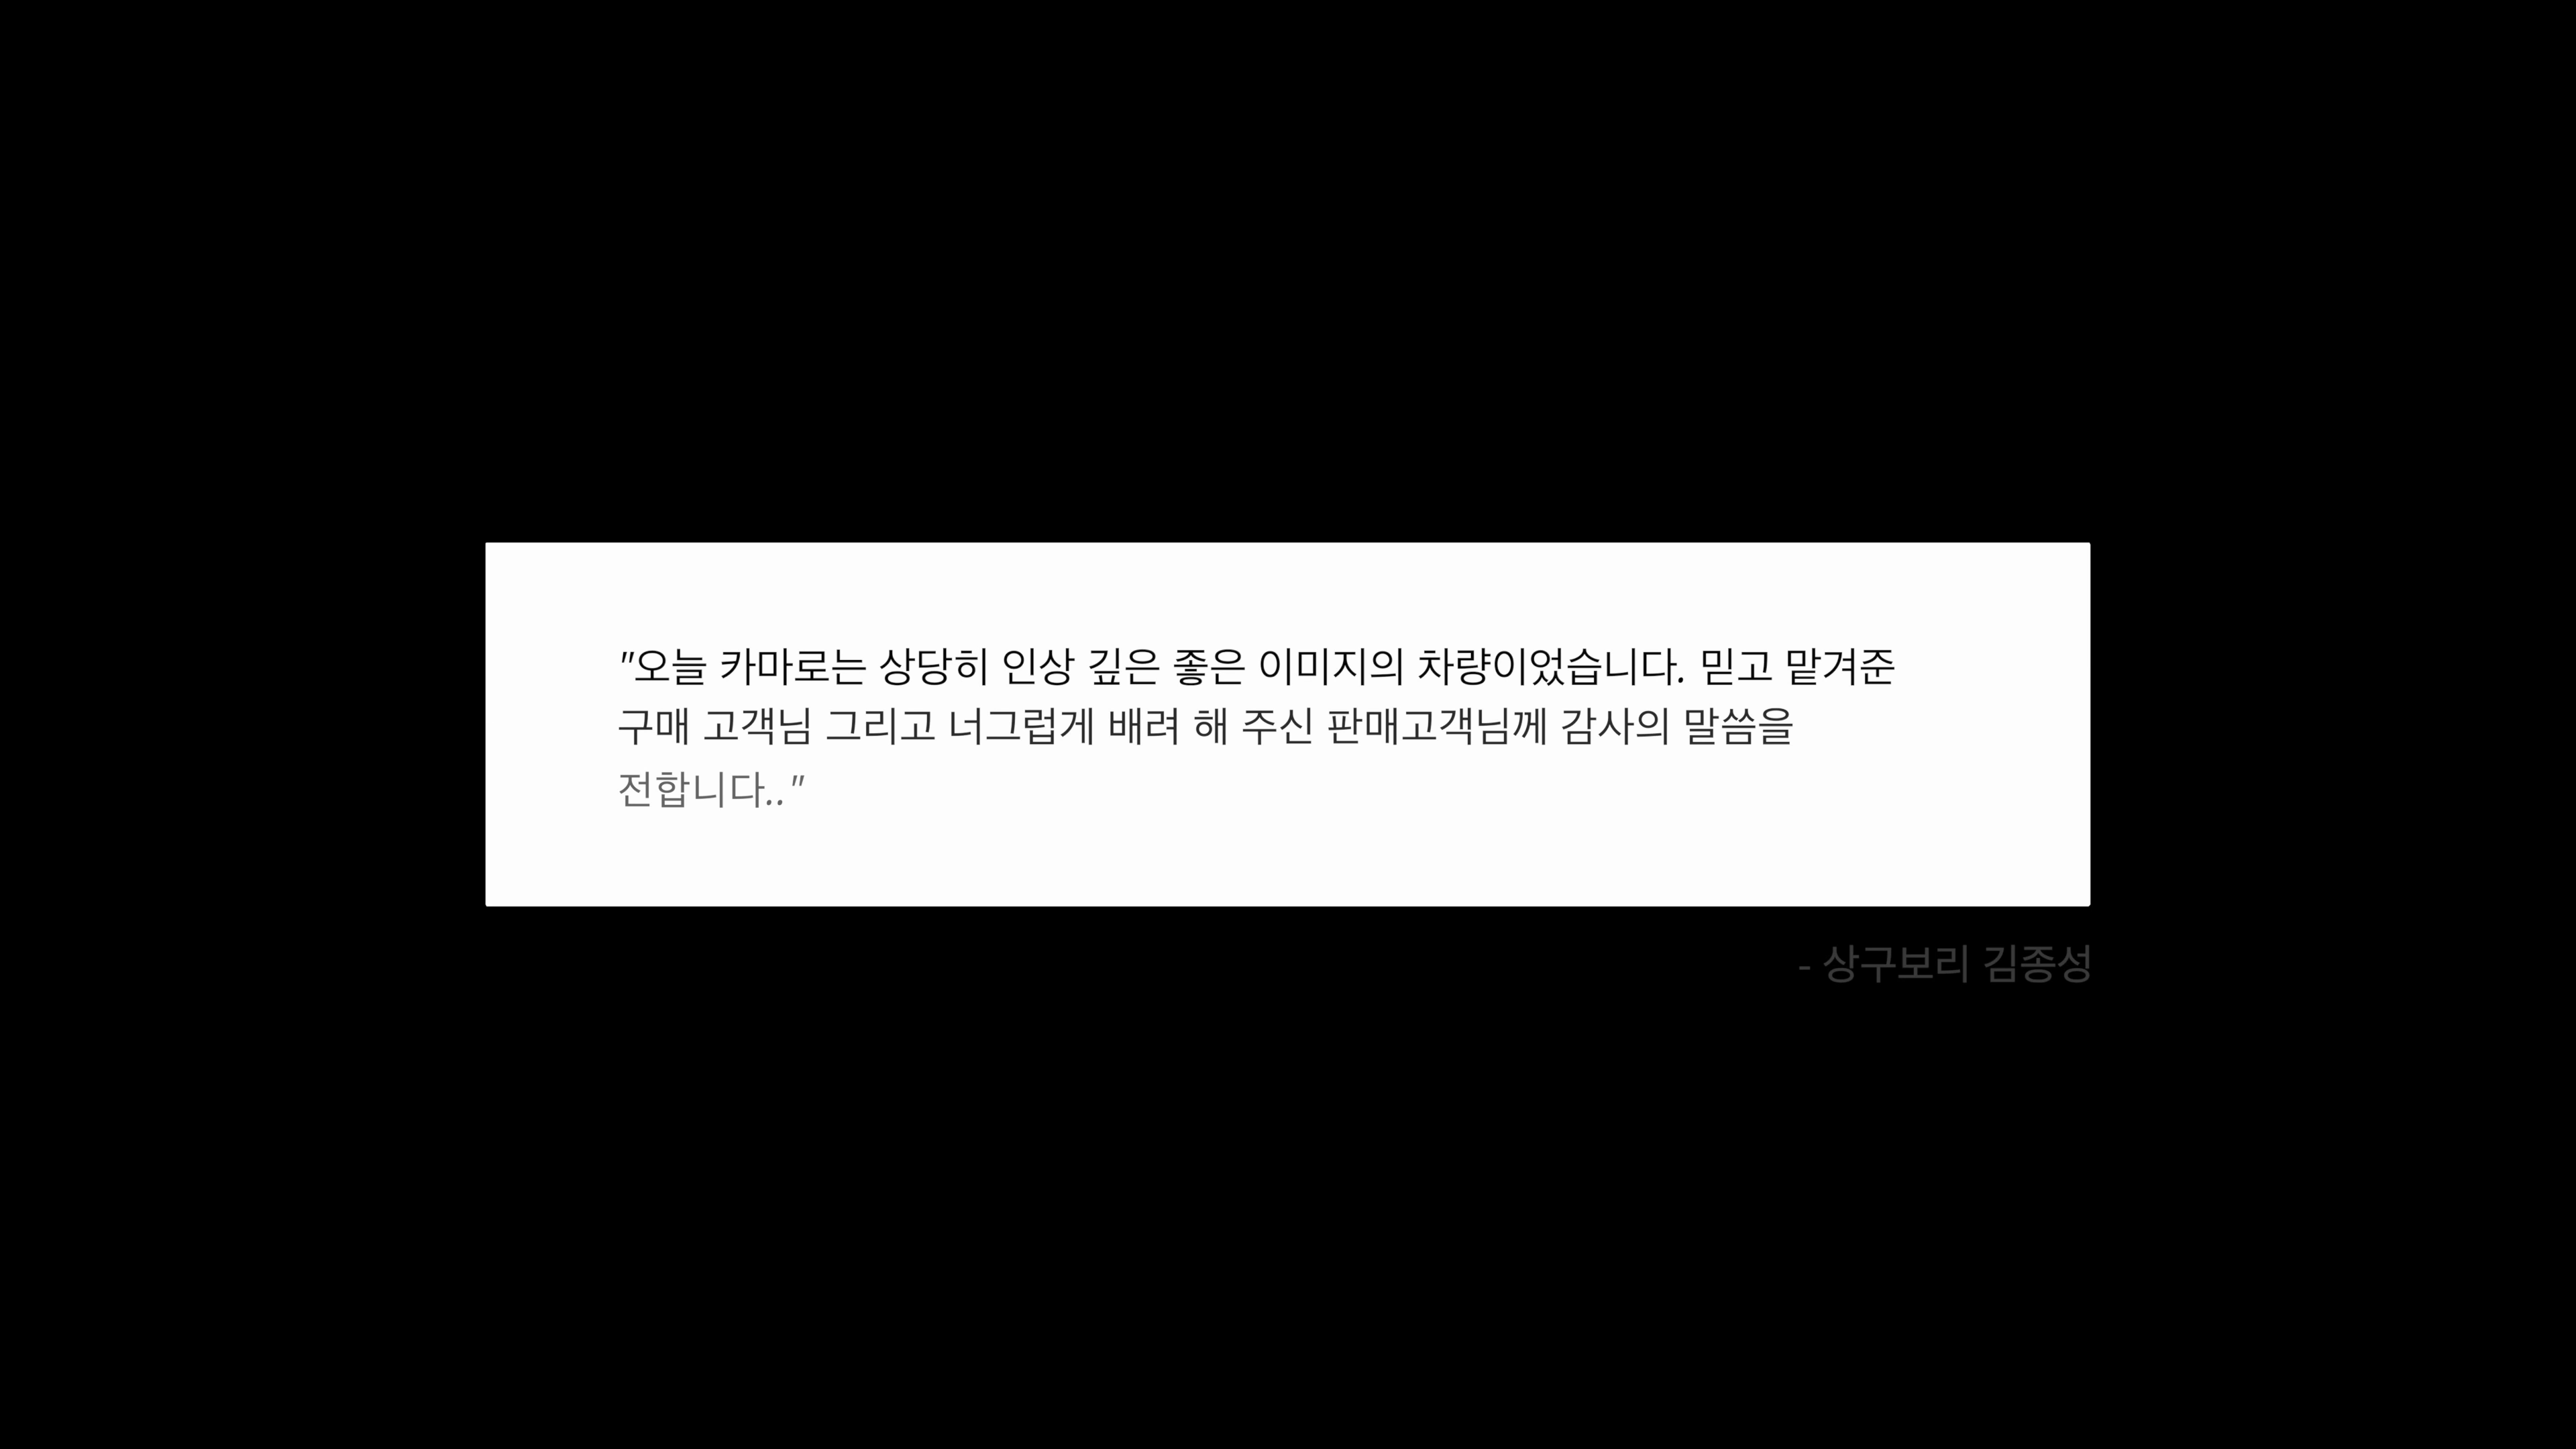 "오늘 카마로는 상당히 인상 깊은 좋은 이미지의 차량이었습니다. 믿고 맡겨준
구매 고객님 그리고 너그럽게 배려 해 주신 판매고객님께 감사의 말씀을
전합니다.."
- 상구보리 김종성